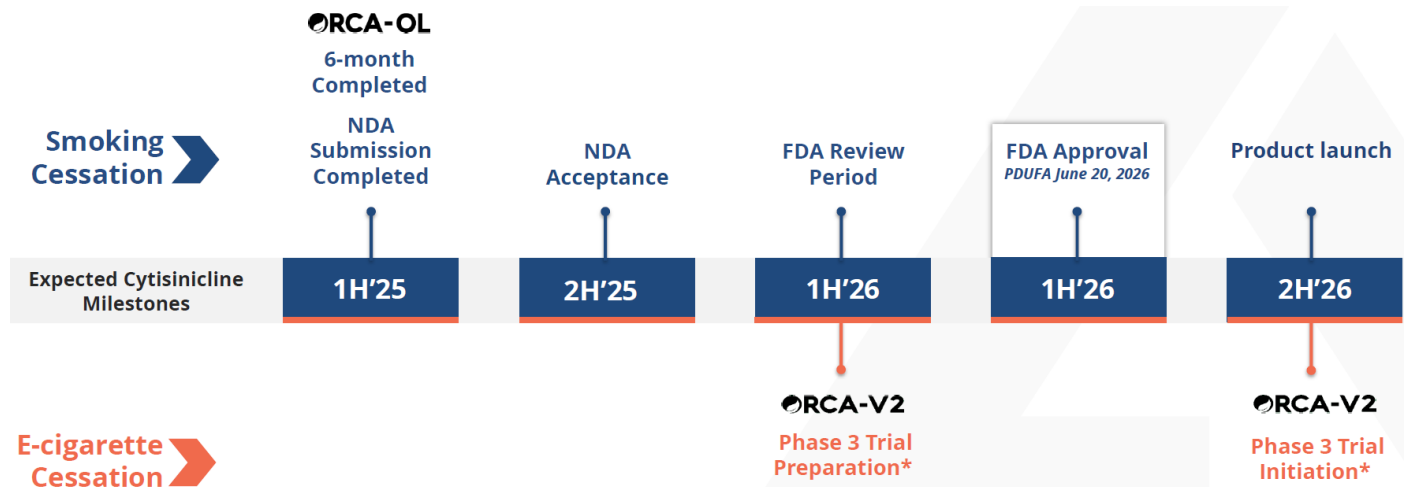 ORCA-OL
6-month
Completed
NDA
Submission
Completed
Smoking
Cessation
NDA
Acceptance
FDA Review
Period
FDA Approval
PDUFA June 20, 2026
Product launch
Expected Cytisinicline
Milestones
1H’25
2H’25
1H’26
1H’26
2H’26
ORCA-V2
Phase 3 Trial
Preparation*
ORCA-V2
Phase 3 Trial
Initiation*
E-cigarette
Cessation